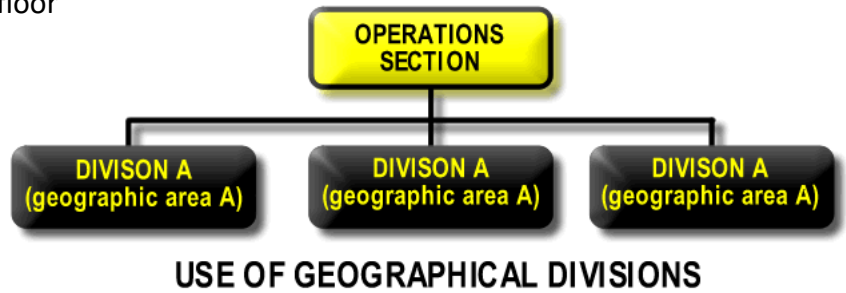 floor
OPERATIONS
SECTION
DIVISON A
(geographic area A)
DIVISON A
(geographic area A)
DIVISON A
(geographic area A)
USE OF GEOGRAPHICAL DIVISIONS